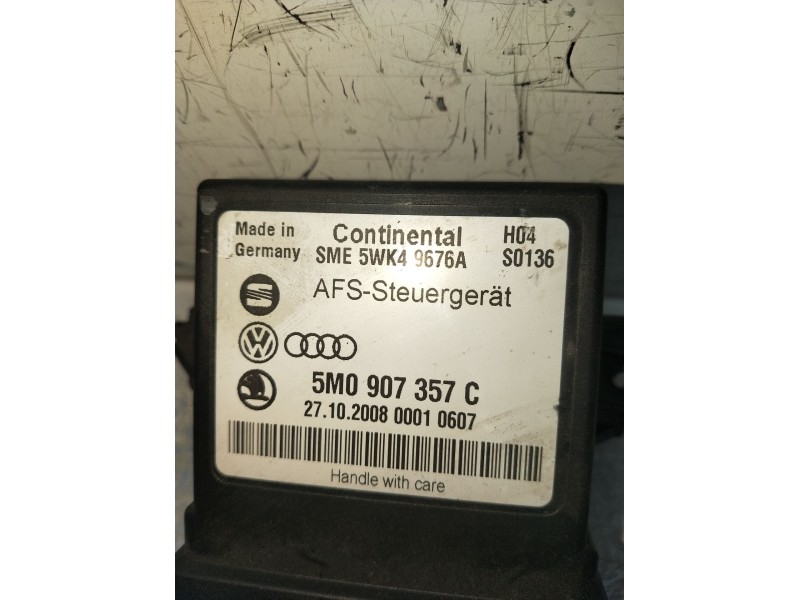 Made in Germany
Continental
SME 5WK4 9676A
H04
S0136
AFS-Steuergerät
5M0 907 357 C
27.10.2008 0001 0607
Handle with care